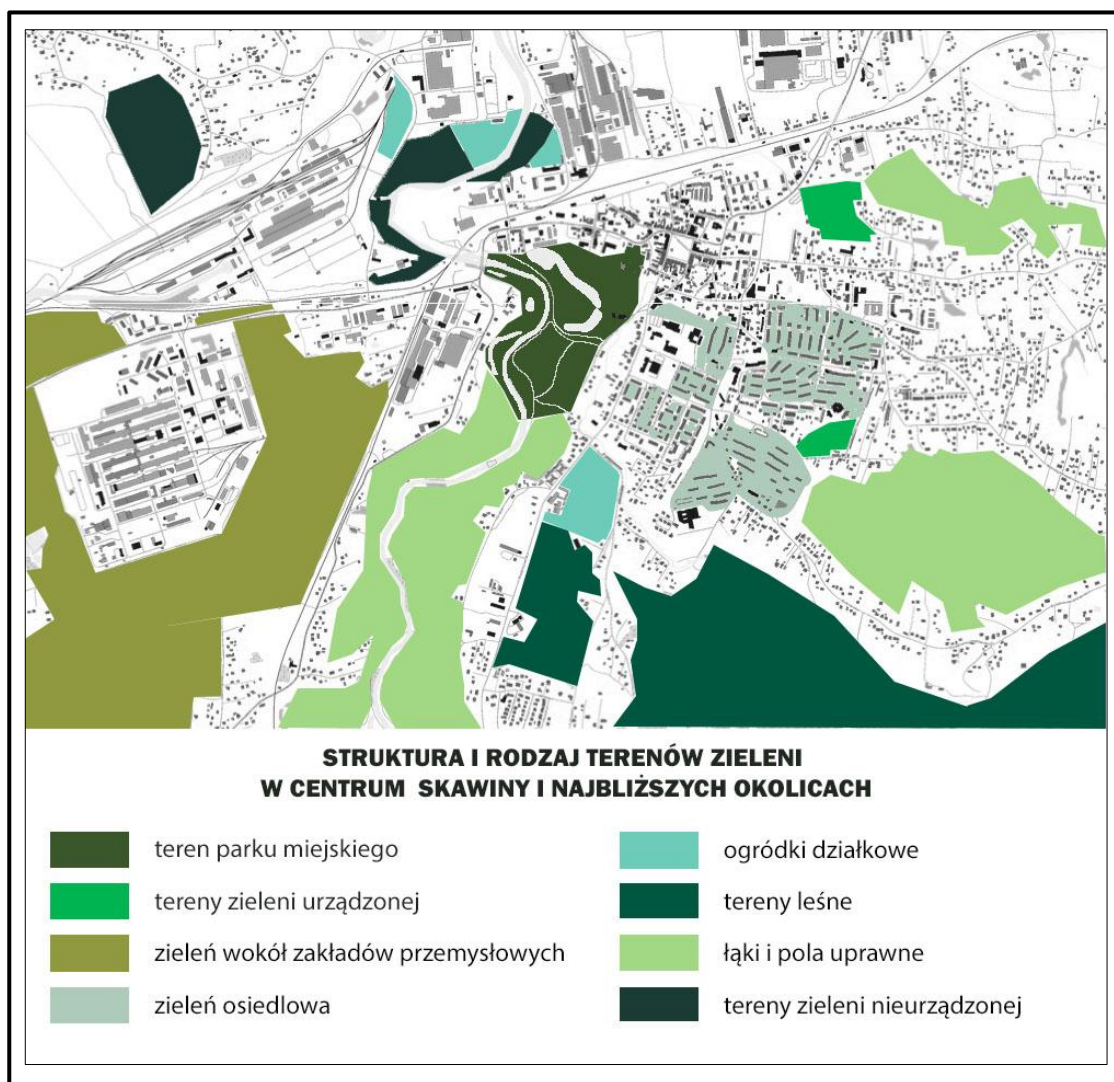 STRUKTURA I RODZAJ TERENÓW ZIELENI
W CENTRUM SKAWINY I NAJBLIŻSZYCH OKOLICACH
teren parku miejskiego
tereny zieleni urządzonej
zieleń wokół zakładów przemysłowych
zieleń osiedlowa
ogródki działkowe
tereny leśne
łąki i pola uprawne
tereny zieleni nieurządzonej